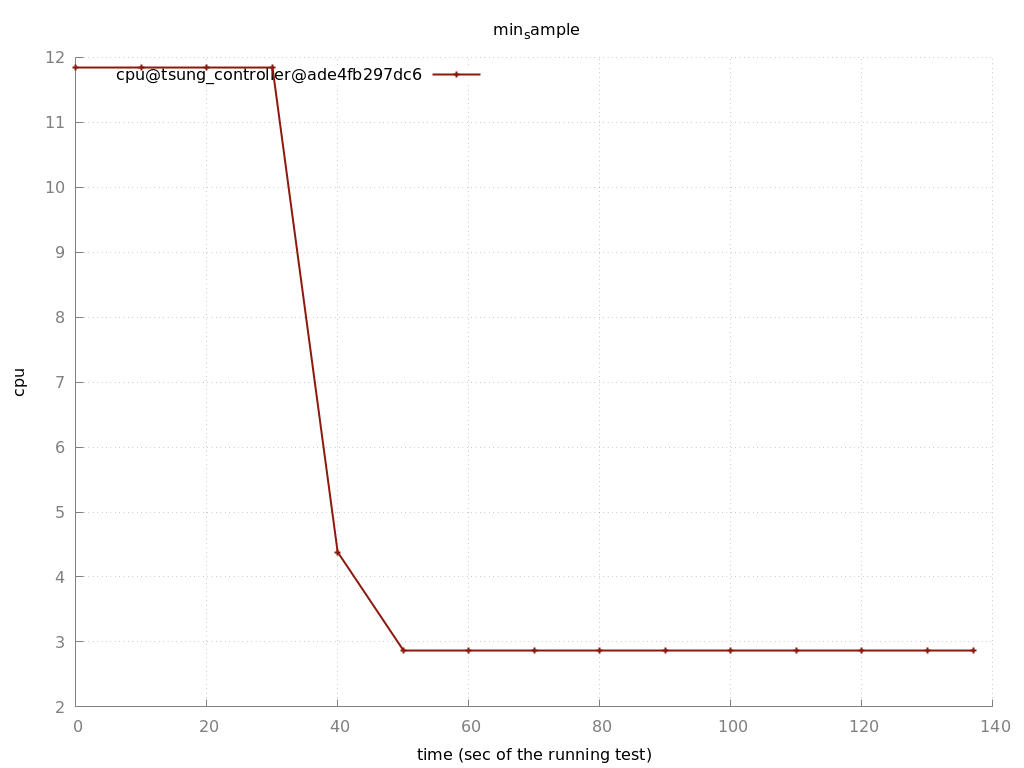 min_sample
12
cpu@tsung_controller@ade4fb297dc6
11
10
9
8
7
6
5
4
3
2
cpu
0 20 40 60 80 100 120 140
time (sec of the running test)